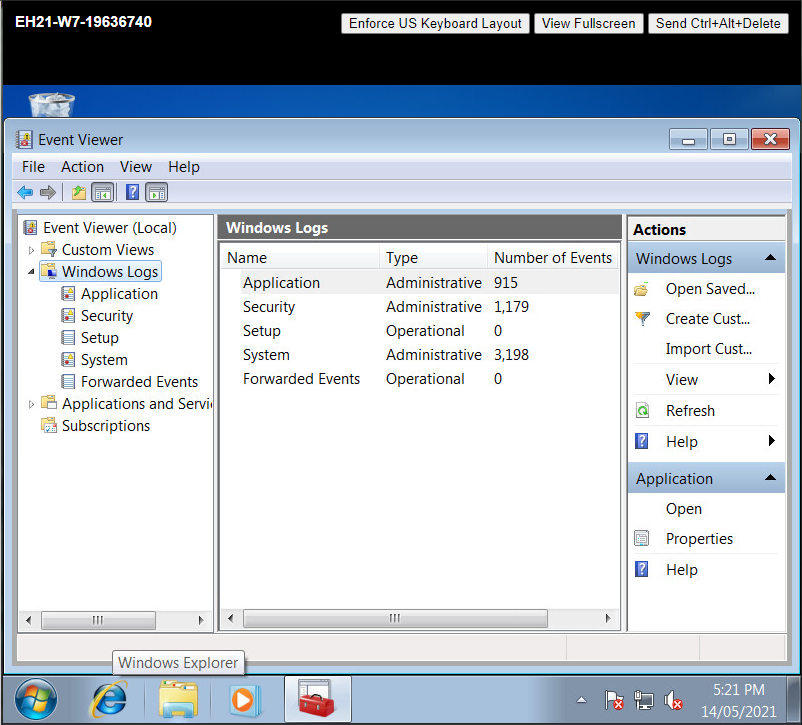 EH21-W7-19636740
Enforce US Keyboard Layout
View Fullscreen
Send Ctrl+Alt+Delete
Event Viewer
File Action View Help
Event Viewer (Local)
Custom Views
Windows Logs
Application
Security
Setup
System
Forwarded Events
Applications and Servi
Subscriptions
Windows Logs
Name Type Number of Events
Application Administrative 915
Security Administrative 1,179
Setup Operational 0
System Administrative 3,198
Forwarded Events Operational 0
Actions
Windows Logs
Open Saved...
Create Cust...
Import Cust...
View
Refresh
Help
Application
Open
Properties
Help
Windows Explorer
5:21 PM
14/05/2021